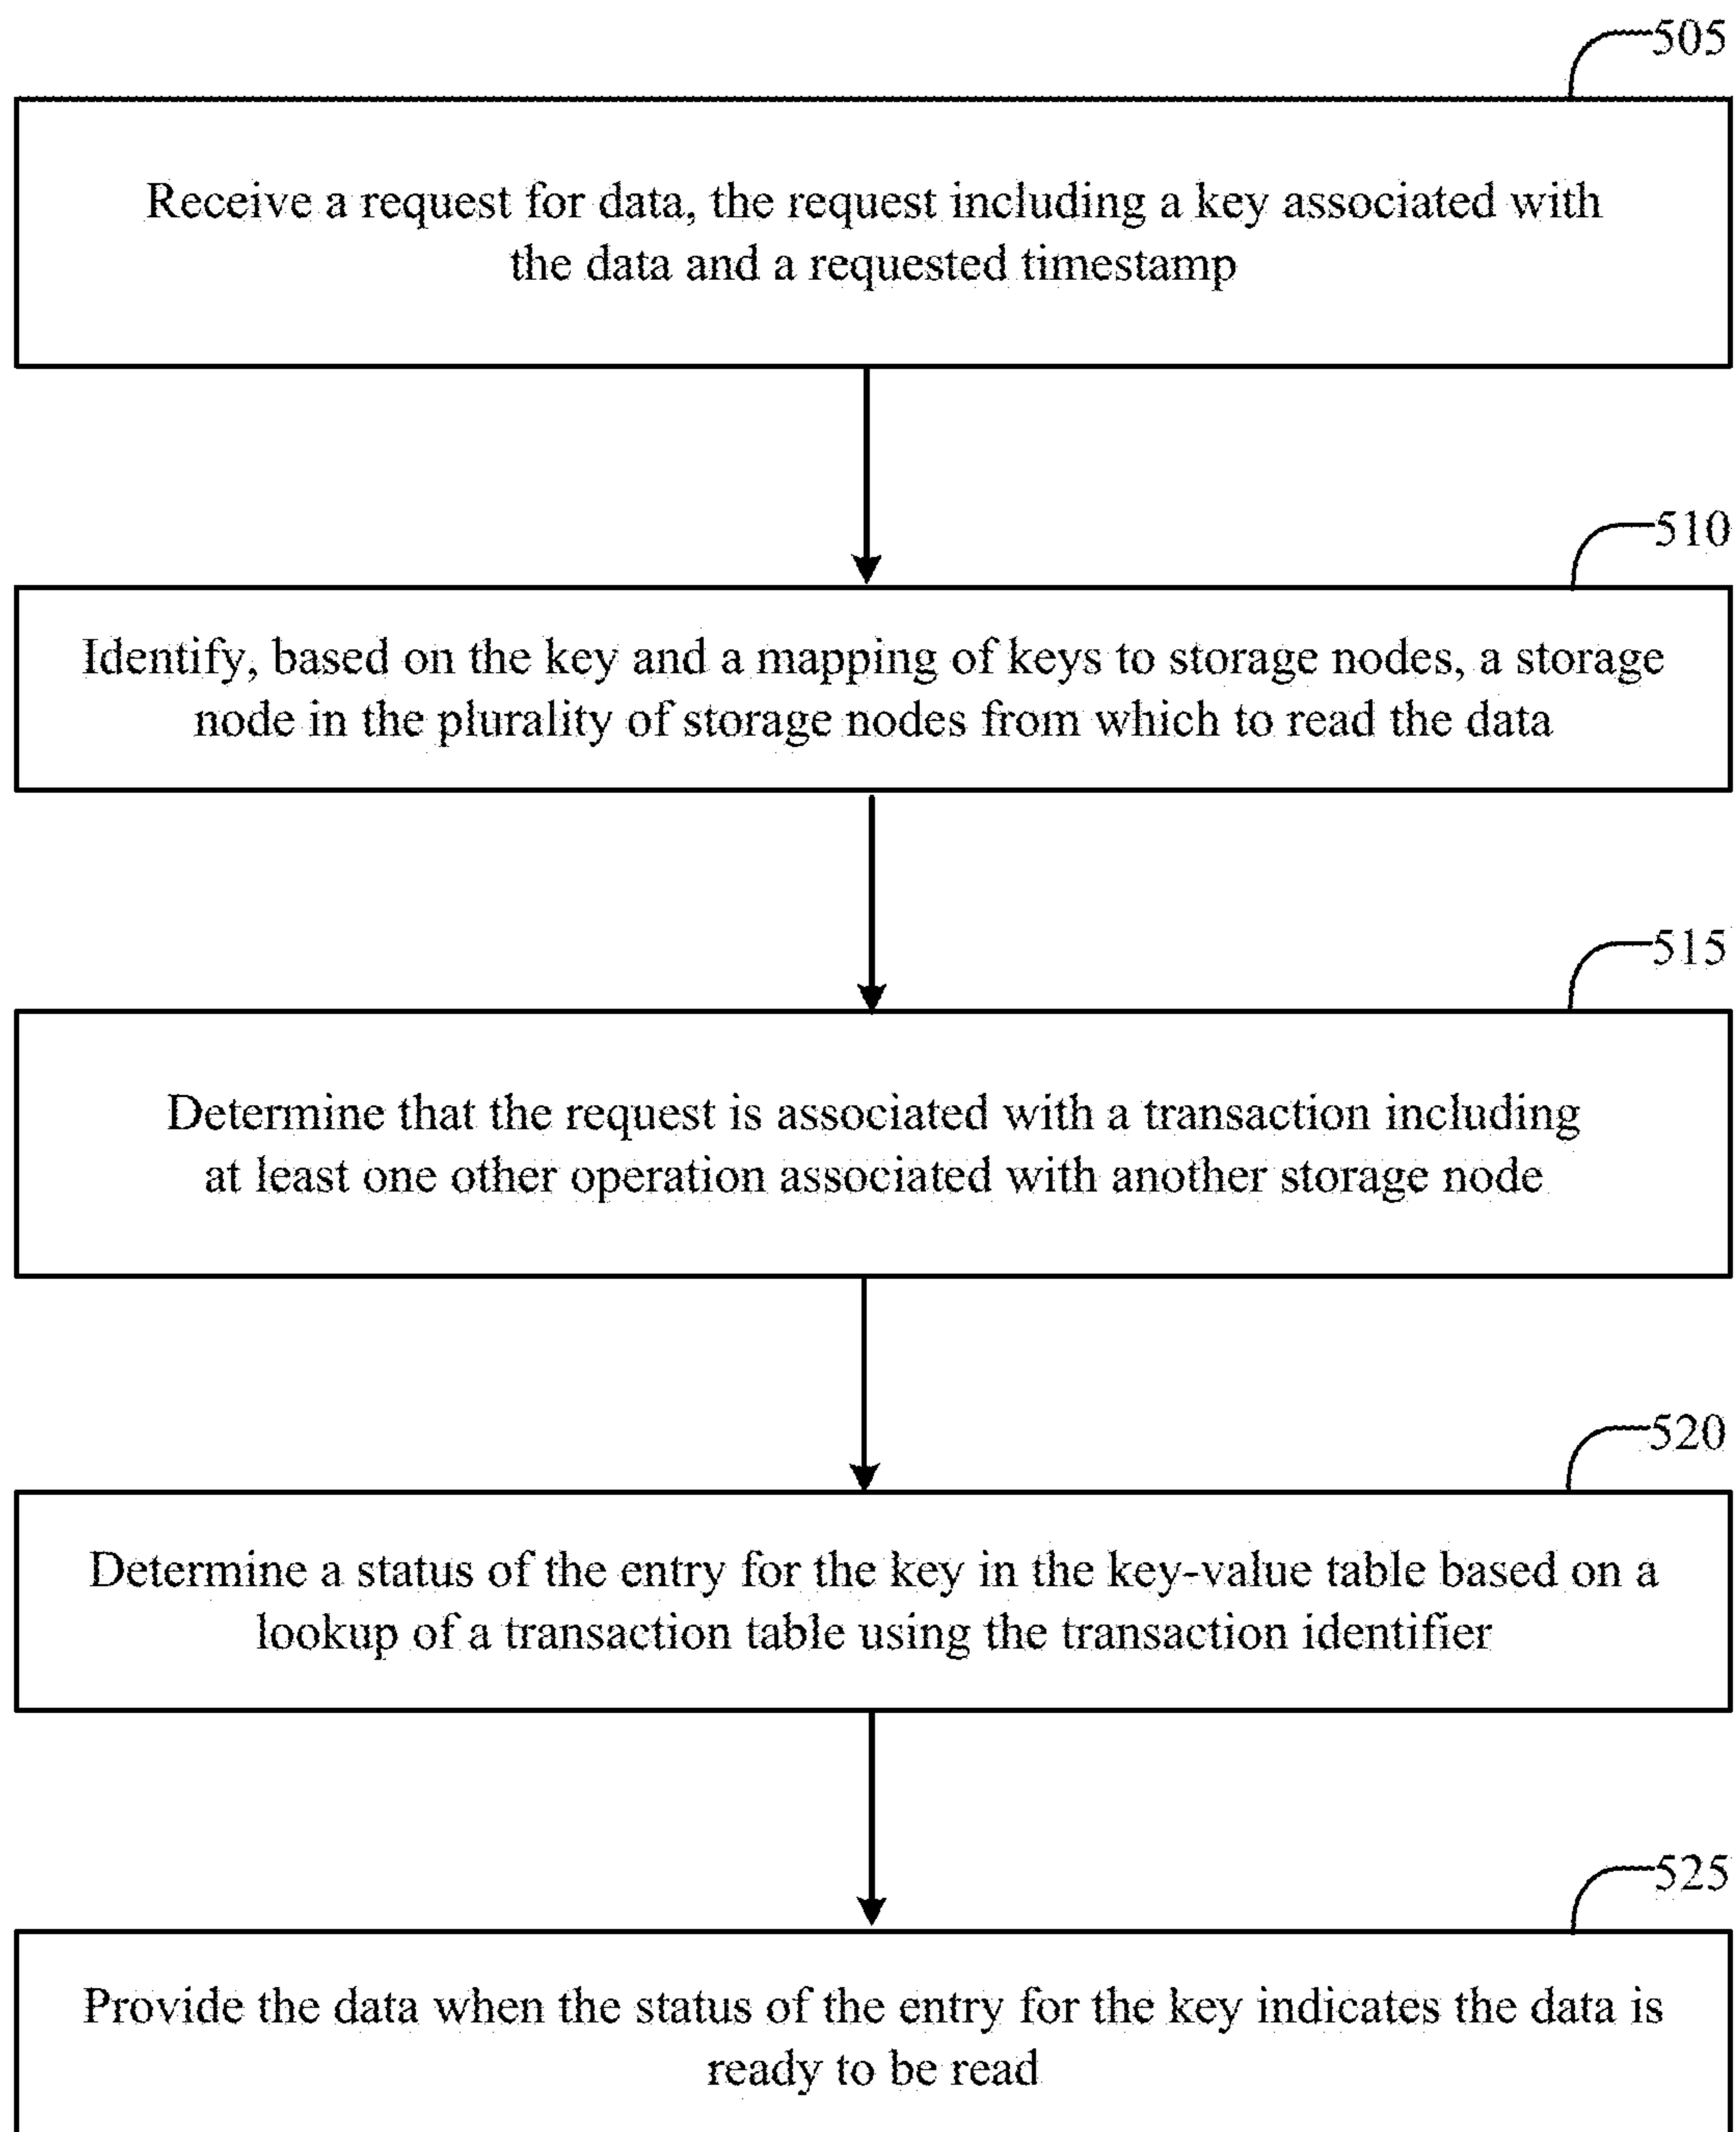 505
Receive a request for data, the request including a key associated with
the data and a requested timestamp
510
Identify, based on the key and a mapping of keys to storage nodes, a storage
node in the plurality of storage nodes from which to read the data
515
Determine that the request is associated with a transaction including
at least one other operation associated with another storage node
520
Determine a status of the entry for the key in the key-value table based on a
lookup of a transaction table using the transaction identifier
525
Provide the data when the status of the entry for the key indicates the data is
ready to be read